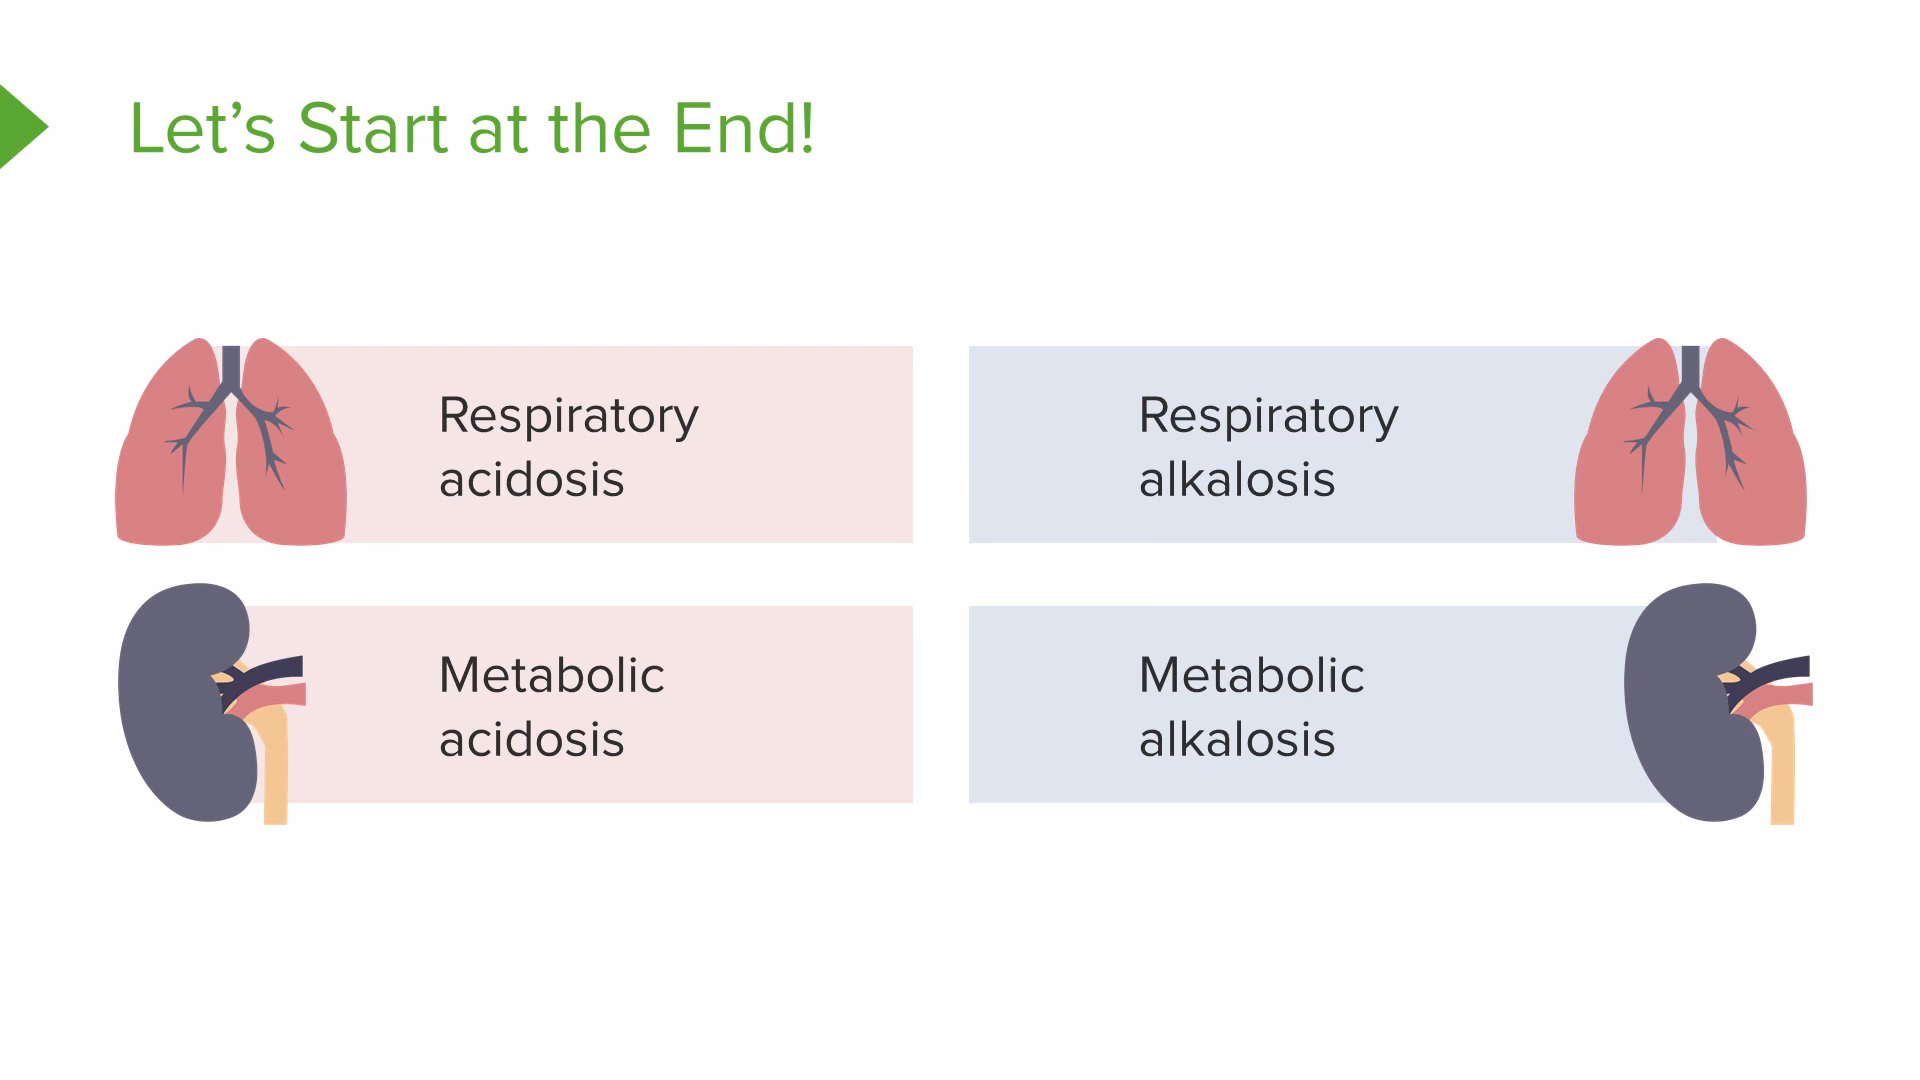 Let’s Start at the End!
Respiratory
acidosis
Respiratory
alkalosis
Metabolic
acidosis
Metabolic
alkalosis